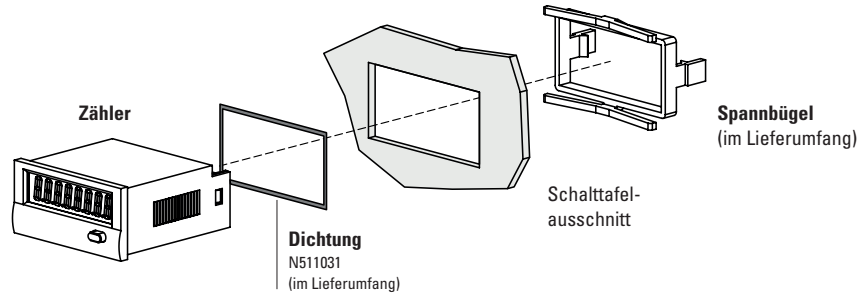 Zähler
Spannbügel
(im Lieferumfang)
Schalttafel-
ausschnitt
Dichtung
N511031
(im Lieferumfang)